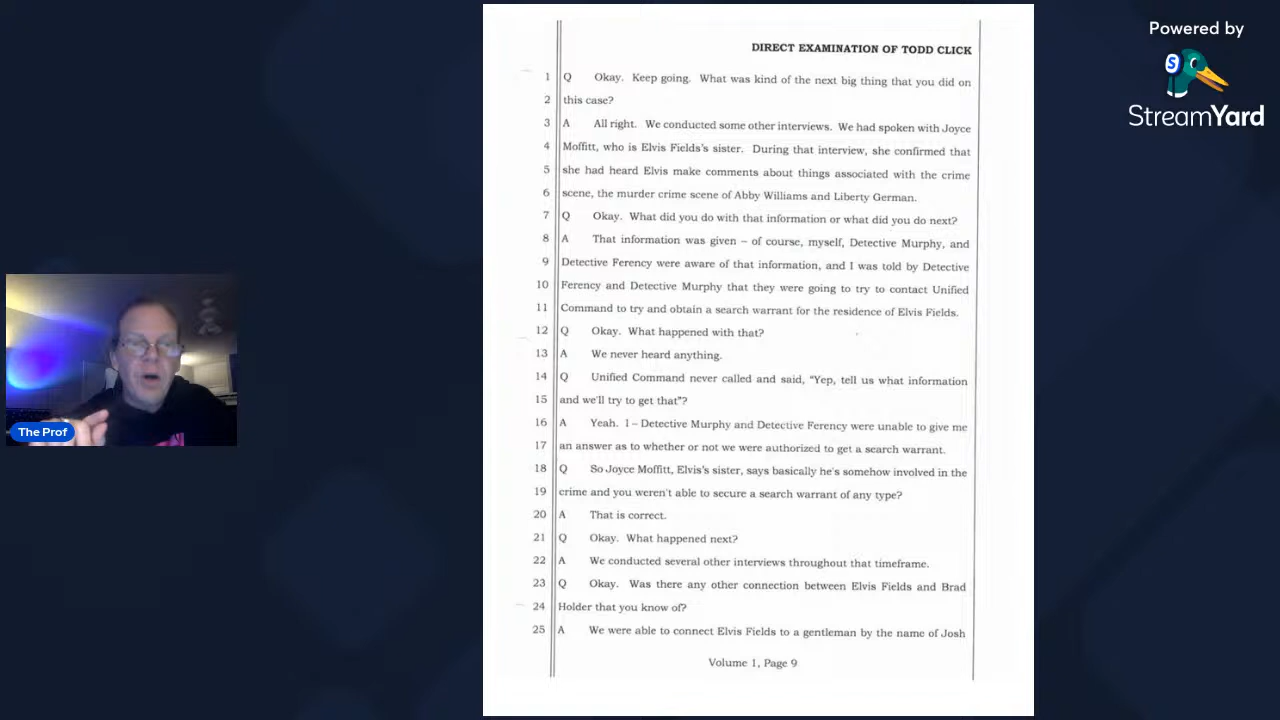 DIRECT EXAMINATION OF TODD CLICK
1 Q Okay. Keep going. What was kind of the next big thing that you did on
2 this case?
3 A All right. We conducted some other interviews. We had spoken with Joyce
4 Moffitt, who is Elvis Fields's sister. During that interview, she confirmed that
5 she had heard Elvis make comments about things associated with the crime
6 scene, the murder crime scene of Abby Williams and Liberty German.
7 Q Okay. What did you do with that information or what did you do next?
8 A That information was given – of course, myself, Detective Murphy, and
9 Detective Ferency were aware of that information, and I was told by Detective
10 Ferency and Detective Murphy that they were going to try to contact Unified
11 Command to try and obtain a search warrant for the residence of Elvis Fields.
12 Q Okay. What happened with that?
13 A We never heard anything.
14 Q Unified Command never called and said, “Yep, tell us what information
15 and we'll try to get that”?
16 A Yeah. I – Detective Murphy and Detective Ferency were unable to give me
17 an answer as to whether or not we were authorized to get a search warrant.
18 Q So Joyce Moffitt, Elvis's sister, says basically he's somehow involved in the
19 crime and you weren't able to secure a search warrant of any type?
20 A That is correct.
21 Q Okay. What happened next?
22 A We conducted several other interviews throughout that timeframe.
23 Q Okay. Was there any other connection between Elvis Fields and Brad
24 Holder that you know of?
25 A We were able to connect Elvis Fields to a gentleman by the name of Josh
Volume 1, Page 9
Powered by
S
StreamYard
The Prof